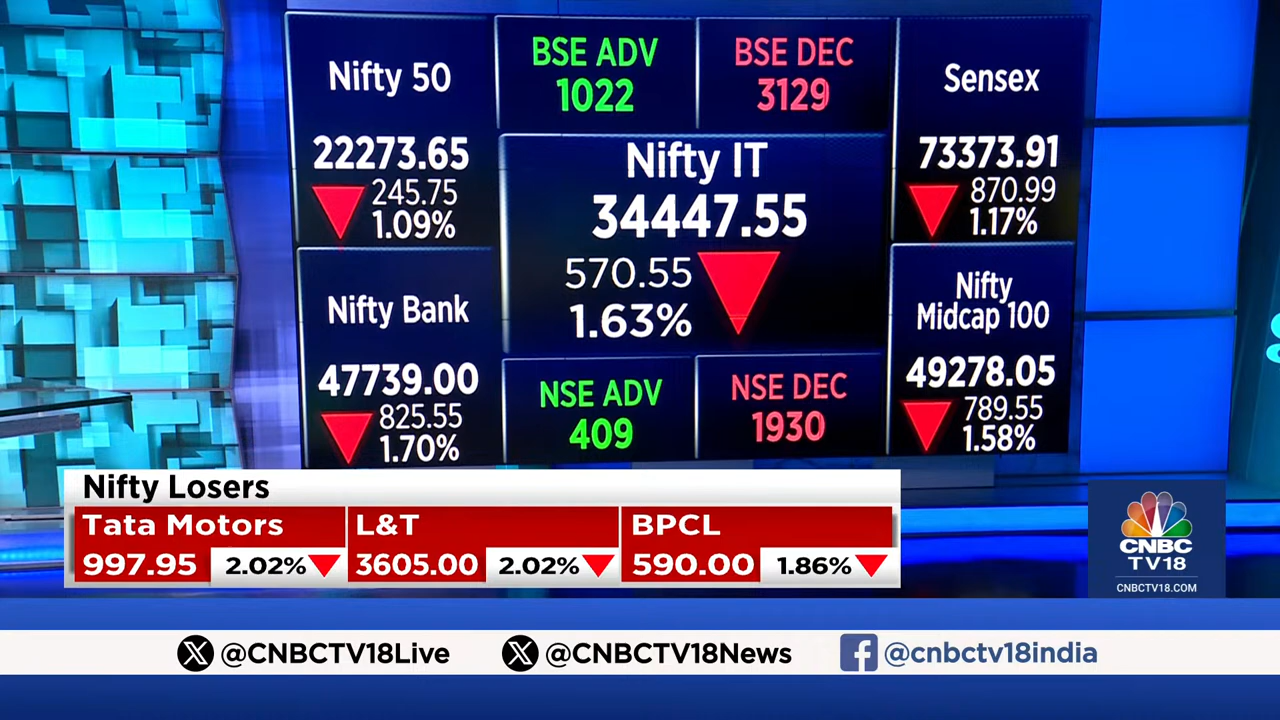 Nifty 50
22273.65
245.75
1.09%
BSE ADV
1022
BSE DEC
3129
Sensex
73373.91
870.99
1.17%
Nifty IT
34447.55
570.55
1.63%
Nifty Bank
47739.00
825.55
1.70%
NSE ADV
409
NSE DEC
1930
Nifty
Midcap 100
49278.05
789.55
1.58%
Nifty Losers
Tata Motors
997.95 2.02%
L&T
3605.00 2.02%
BPCL
590.00 1.86%
CNBC
TV18
CNBCTV18.COM
@CNBCTV18Live @CNBCTV18News @cnbctv18india